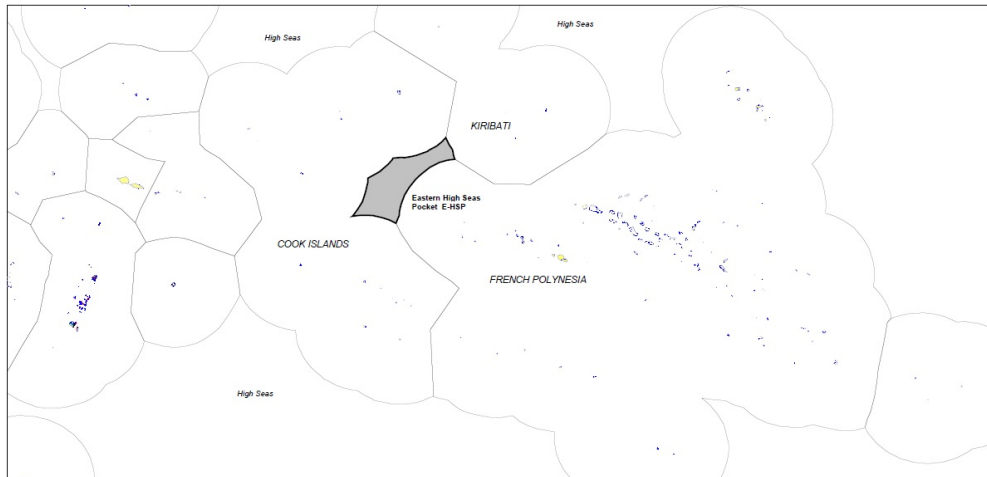 High Seas
High Seas
KIRIBATI
Eastern High Seas
Pocket E-HSP
COOK ISLANDS
FRENCH POLYNESIA
High Seas